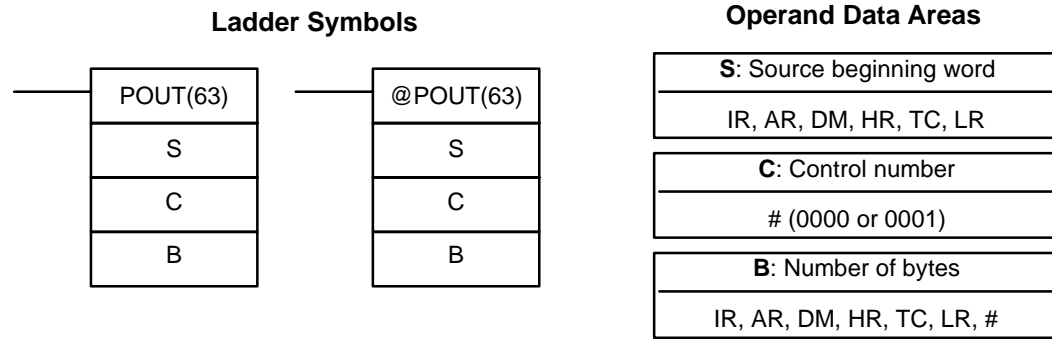 Ladder Symbols
POUT(63)
S
C
B
@POUT(63)
S
C
B
Operand Data Areas
S: Source beginning word
IR, AR, DM, HR, TC, LR
C: Control number
# (0000 or 0001)
B: Number of bytes
IR, AR, DM, HR, TC, LR, #